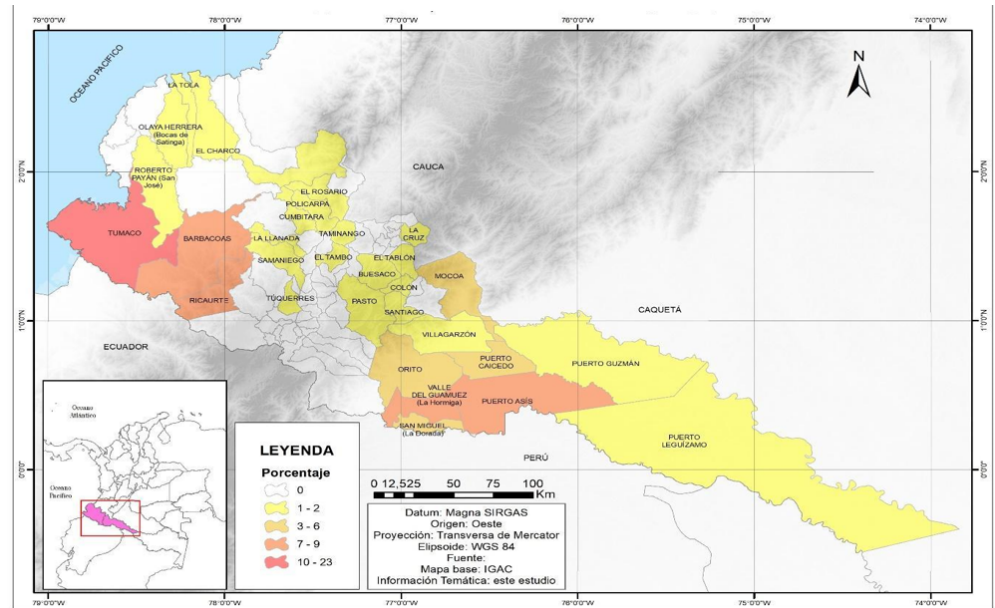 79°0'0"W
78°0'0"W
77°0'0"W
76°0'0"W
75°0'0"W
74°0'0"W
OCEANO PACIFICO
N
LA TOLA
OLAYA HERRERA
(Bocas de
Satinga)
EL CHARCO
CAUCA
2°0'0"N
2°0'0"N
ROBERTO
PAYÁN (San
José)
EL ROSARIO
POLICARPA
CUMBITARA
TUMACO
BARBACOAS
LA LLANADA
TAMINANGO
LA
CRUZ
SAMANIEGO
EL TAMBO
EL TABLÓN
BUESACO
MOCOA
COLÓN
RICAURTE
TÚQUERRES
PASTO
SANTIAGO
CAQUETÁ
1°0'0"N
1°0'0"N
VILLAGARZÓN
ECUADOR
ORITO
PUERTO
CAICEDO
PUERTO GUZMÁN
VALLE
DEL GUAMUEZ
(La Hormiga)
PUERTO ASÍS
SAN MIGUEL
(La Dorada)
PUERTO
LEGUÍZAMO
PERÚ
0°0'0"
0°0'0"
Oceano
Atlántico
Oceano
Pacifico
LEYENDA
Porcentaje
0
1 - 2
3 - 6
7 - 9
10 - 23
0 12,525 50 75 100
Km
Datum: Magna SIRGAS
Origen: Oeste
Proyección: Transversa de Mercator
Elipsoide: WGS 84
Fuente:
Mapa base: IGAC
Información Temática: este estudio
79°0'0"W
78°0'0"W
77°0'0"W
76°0'0"W
75°0'0"W
74°0'0"W